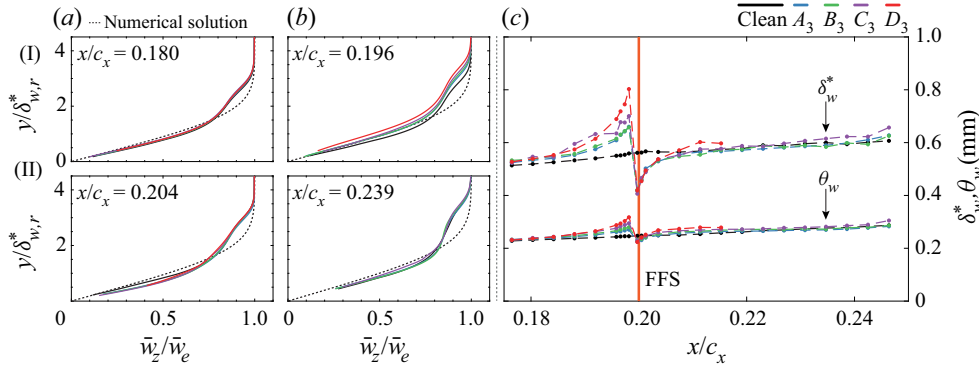 (a) (b) (c) Clean A₃ B₃ C₃ D₃
Numerical solution
(I) x/cₓ = 0.180 x/cₓ = 0.196
4
2
0
y/δ*w,r
(II) x/cₓ = 0.204 x/cₓ = 0.239
4
2
y/δ*w,r
0 0.5 1.0 0 0.5 1.0
w̄z/w̄e w̄z/w̄e
δ*w
θw
FFS
0.18 0.20 0.22 0.24
x/cₓ
1.0
0.8
0.6
0.4
0.2
0
δ*w, θw (mm)